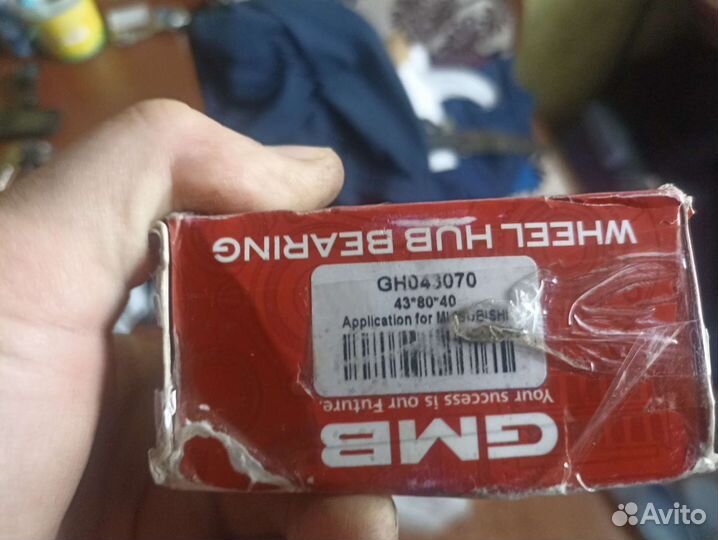 WHEEL HUB BEARING
GH043070
43*80*40
Application for MITSUBISHI
Your success is our Future.
GMB
Avito